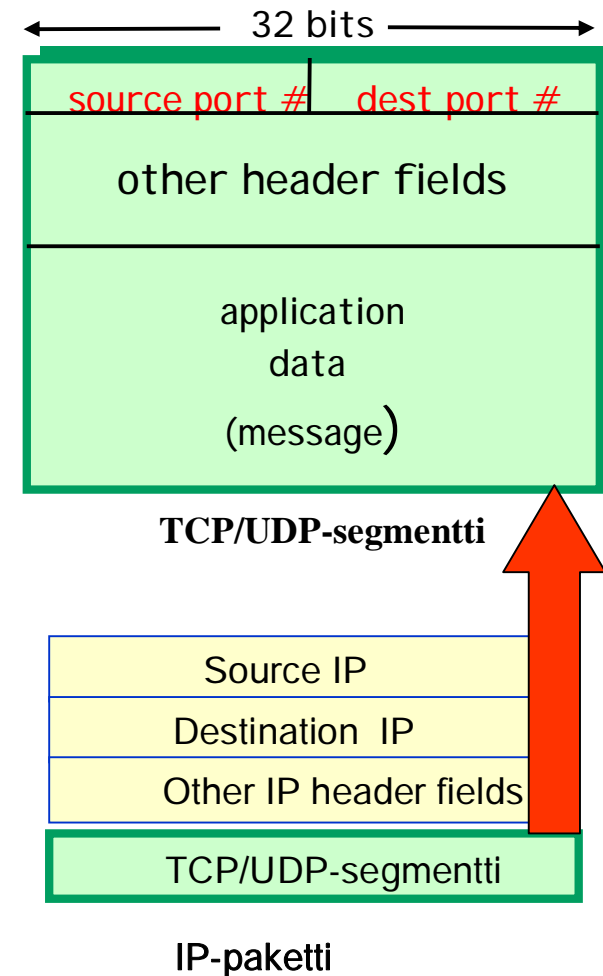 32 bits
source port # dest port #
other header fields
application
data
(message)
TCP/UDP-segmentti
Source IP
Destination IP
Other IP header fields
TCP/UDP-segmentti
IP-paketti